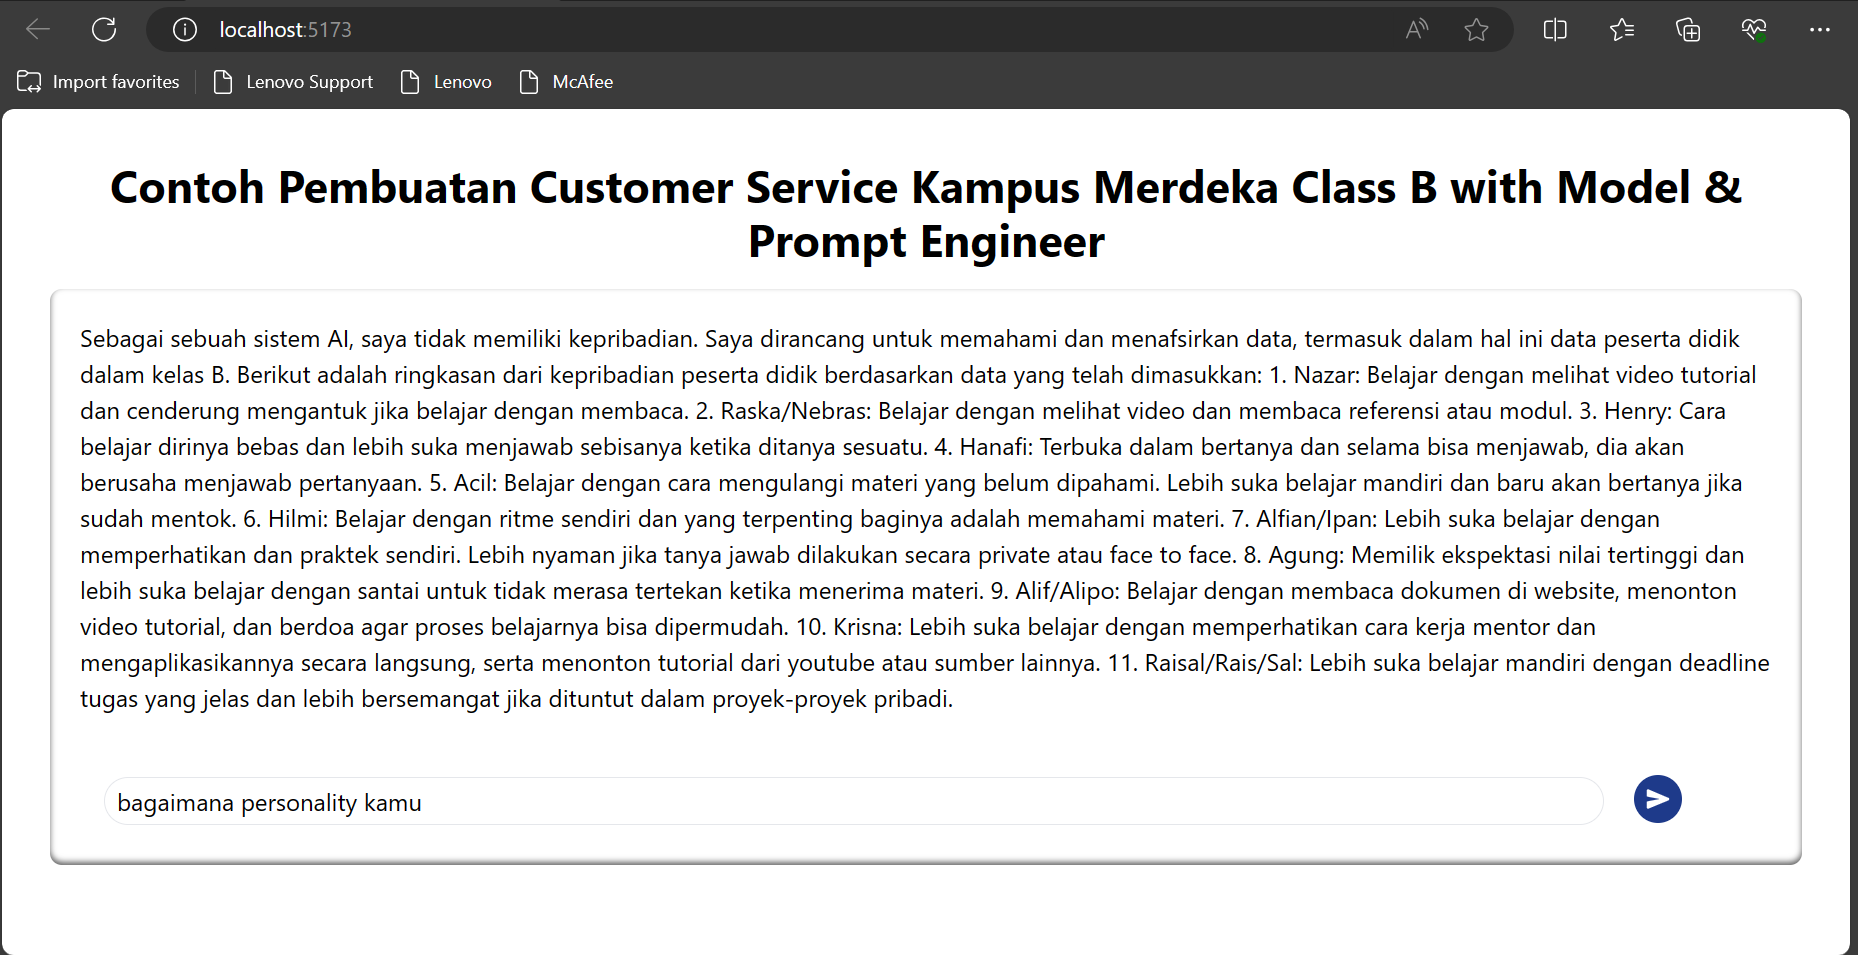 localhost:5173
Import favorites
Lenovo Support
Lenovo
McAfee
Contoh Pembuatan Customer Service Kampus Merdeka Class B with Model &
Prompt Engineer
Sebagai sebuah sistem AI, saya tidak memiliki kepribadian. Saya dirancang untuk memahami dan menafsirkan data, termasuk dalam hal ini data peserta didik
dalam kelas B. Berikut adalah ringkasan dari kepribadian peserta didik berdasarkan data yang telah dimasukkan: 1. Nazar: Belajar dengan melihat video tutorial
dan cenderung mengantuk jika belajar dengan membaca. 2. Raska/Nebras: Belajar dengan melihat video dan membaca referensi atau modul. 3. Henry: Cara
belajar dirinya bebas dan lebih suka menjawab sebisanya ketika ditanya sesuatu. 4. Hanafi: Terbuka dalam bertanya dan selama bisa menjawab, dia akan
berusaha menjawab pertanyaan. 5. Acil: Belajar dengan cara mengulangi materi yang belum dipahami. Lebih suka belajar mandiri dan baru akan bertanya jika
sudah mentok. 6. Hilmi: Belajar dengan ritme sendiri dan yang terpenting baginya adalah memahami materi. 7. Alfian/Ipan: Lebih suka belajar dengan
memperhatikan dan praktek sendiri. Lebih nyaman jika tanya jawab dilakukan secara private atau face to face. 8. Agung: Memilik ekspektasi nilai tertinggi dan
lebih suka belajar dengan santai untuk tidak merasa tertekan ketika menerima materi. 9. Alif/Alipo: Belajar dengan membaca dokumen di website, menonton
video tutorial, dan berdoa agar proses belajarnya bisa dipermudah. 10. Krisna: Lebih suka belajar dengan memperhatikan cara kerja mentor dan
mengaplikasikannya secara langsung, serta menonton tutorial dari youtube atau sumber lainnya. 11. Raisal/Rais/Sal: Lebih suka belajar mandiri dengan deadline
tugas yang jelas dan lebih bersemangat jika dituntut dalam proyek-proyek pribadi.
bagaimana personality kamu